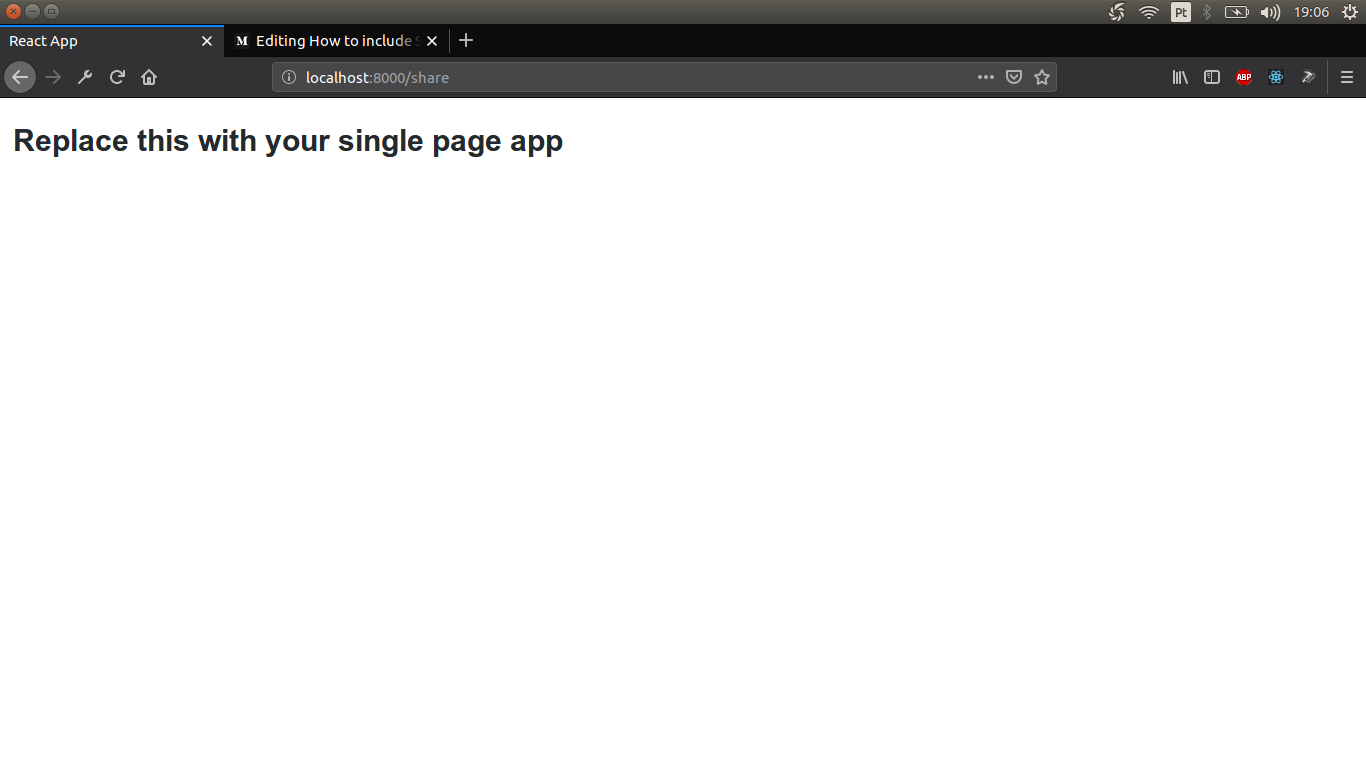 Pt
19:06
React App
M Editing How to include
localhost:8000/share
ABP
Replace this with your single page app